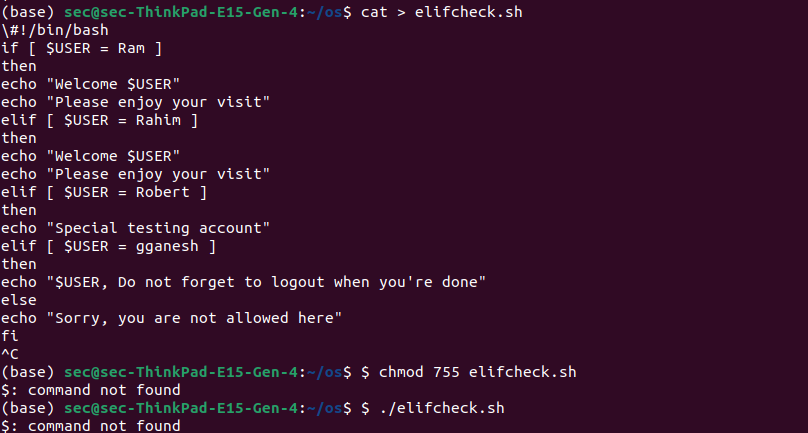 (base) sec@sec-ThinkPad-E15-Gen-4:~/os$ cat > elifcheck.sh
\#!/bin/bash
if [ $USER = Ram ]
then
echo "Welcome $USER"
echo "Please enjoy your visit"
elif [ $USER = Rahim ]
then
echo "Welcome $USER"
echo "Please enjoy your visit"
elif [ $USER = Robert ]
then
echo "Special testing account"
elif [ $USER = gganesh ]
then
echo "$USER, Do not forget to logout when you're done"
else
echo "Sorry, you are not allowed here"
fi
^C
(base) sec@sec-ThinkPad-E15-Gen-4:~/os$ $ chmod 755 elifcheck.sh
$: command not found
(base) sec@sec-ThinkPad-E15-Gen-4:~/os$ $ ./elifcheck.sh
$: command not found